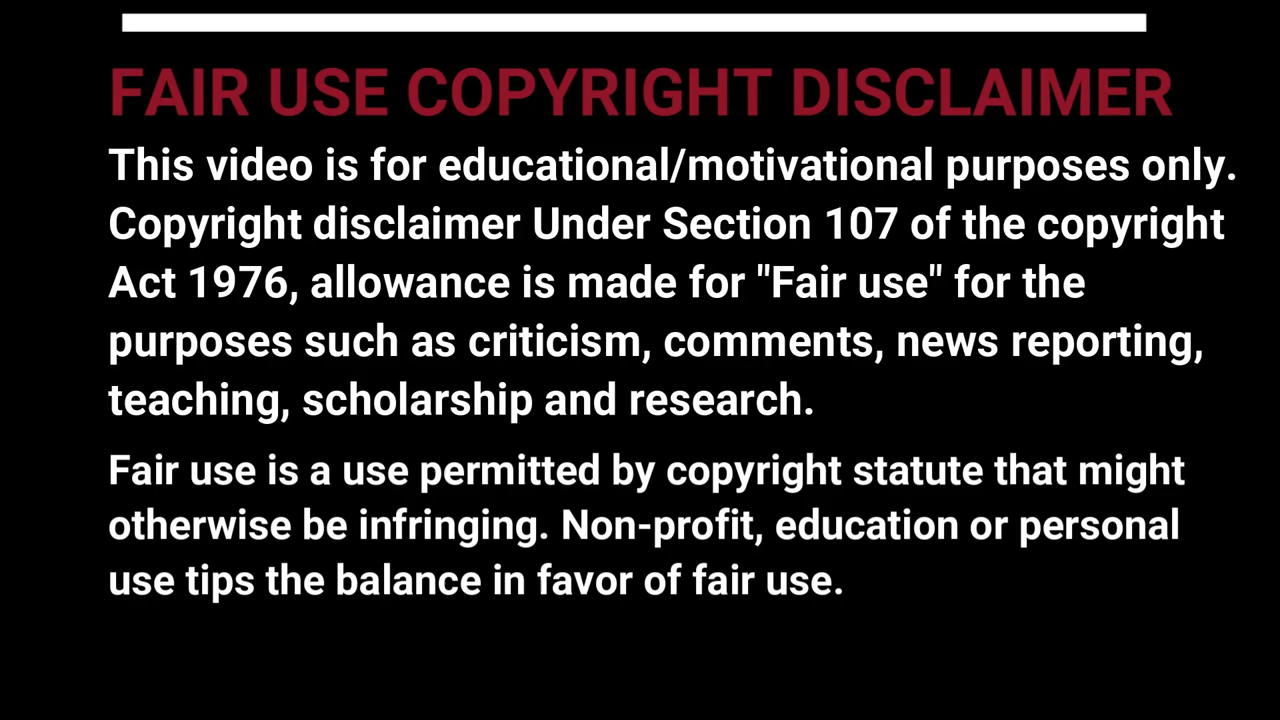 FAIR USE COPYRIGHT DISCLAIMER
This video is for educational/motivational purposes only.
Copyright disclaimer Under Section 107 of the copyright
Act 1976, allowance is made for "Fair use" for the
purposes such as criticism, comments, news reporting,
teaching, scholarship and research.
Fair use is a use permitted by copyright statute that might
otherwise be infringing. Non-profit, education or personal
use tips the balance in favor of fair use.